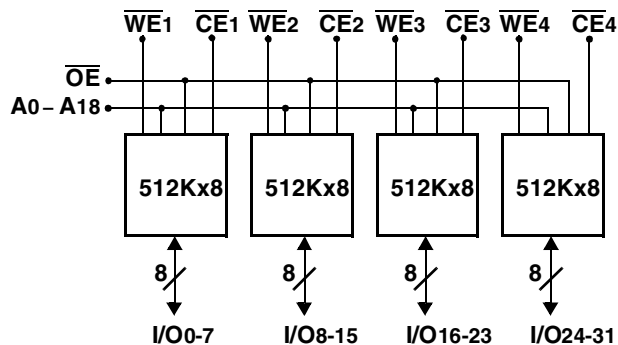 WE1 CE1 WE2 CE2 WE3 CE3 WE4 CE4
OE
A0 – A18
512Kx8 512Kx8 512Kx8 512Kx8
8 8 8 8
I/O0-7 I/O8-15 I/O16-23 I/O24-31